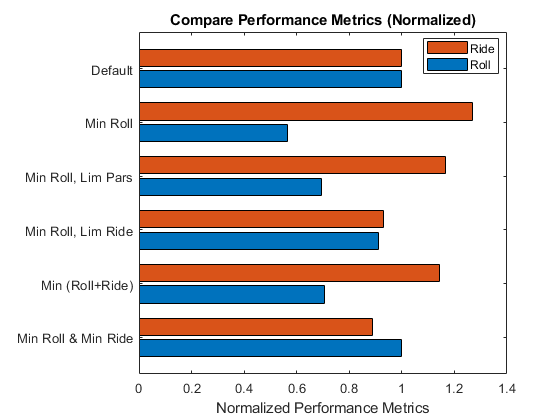 Compare Performance Metrics (Normalized)
Ride
Roll
Default
Min Roll
Min Roll, Lim Pars
Min Roll, Lim Ride
Min (Roll+Ride)
Min Roll & Min Ride
0 0.2 0.4 0.6 0.8 1 1.2 1.4
Normalized Performance Metrics